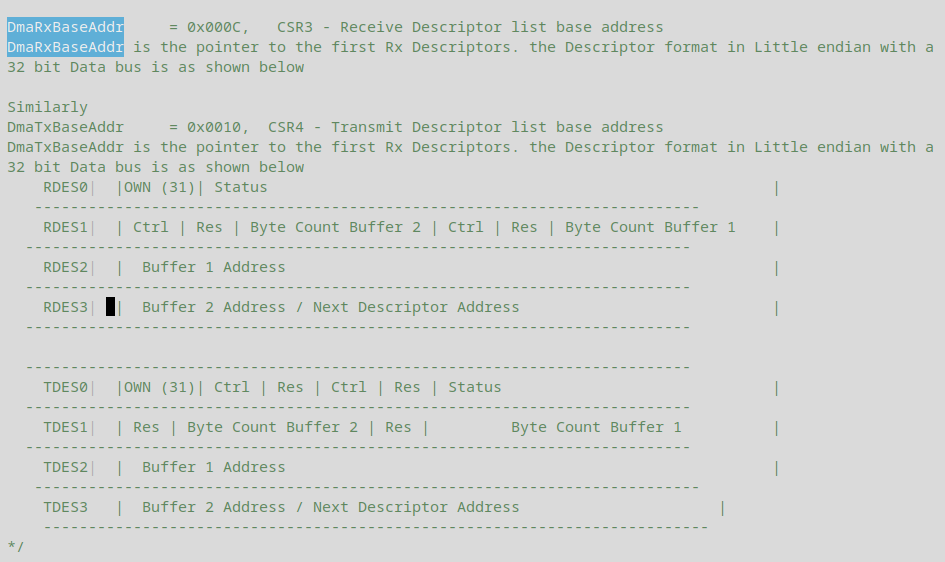 DmaRxBaseAddr     = 0x000C,   CSR3 - Receive Descriptor list base address
DmaRxBaseAddr is the pointer to the first Rx Descriptors. the Descriptor format in Little endian with a
32 bit Data bus is as shown below
Similarly
DmaTxBaseAddr     = 0x0010,  CSR4 - Transmit Descriptor list base address
DmaTxBaseAddr is the pointer to the first Rx Descriptors. the Descriptor format in Little endian with a
32 bit Data bus is as shown below
    RDES0|  |OWN (31)| Status                                                        |
   --------------------------------------------------------------------------
    RDES1|  | Ctrl | Res | Byte Count Buffer 2 | Ctrl | Res | Byte Count Buffer 1    |
  --------------------------------------------------------------------------
    RDES2|  |  Buffer 1 Address                                                      |
  --------------------------------------------------------------------------
    RDES3|  |  Buffer 2 Address / Next Descriptor Address                            |
  --------------------------------------------------------------------------
  --------------------------------------------------------------------------
    TDES0|  |OWN (31)| Ctrl | Res | Ctrl | Res | Status                              |
  --------------------------------------------------------------------------
    TDES1|  | Res | Byte Count Buffer 2 | Res |         Byte Count Buffer 1          |
  --------------------------------------------------------------------------
    TDES2|  |  Buffer 1 Address                                                      |
   --------------------------------------------------------------------------
    TDES3   |  Buffer 2 Address / Next Descriptor Address                      |
    --------------------------------------------------------------------------
*/